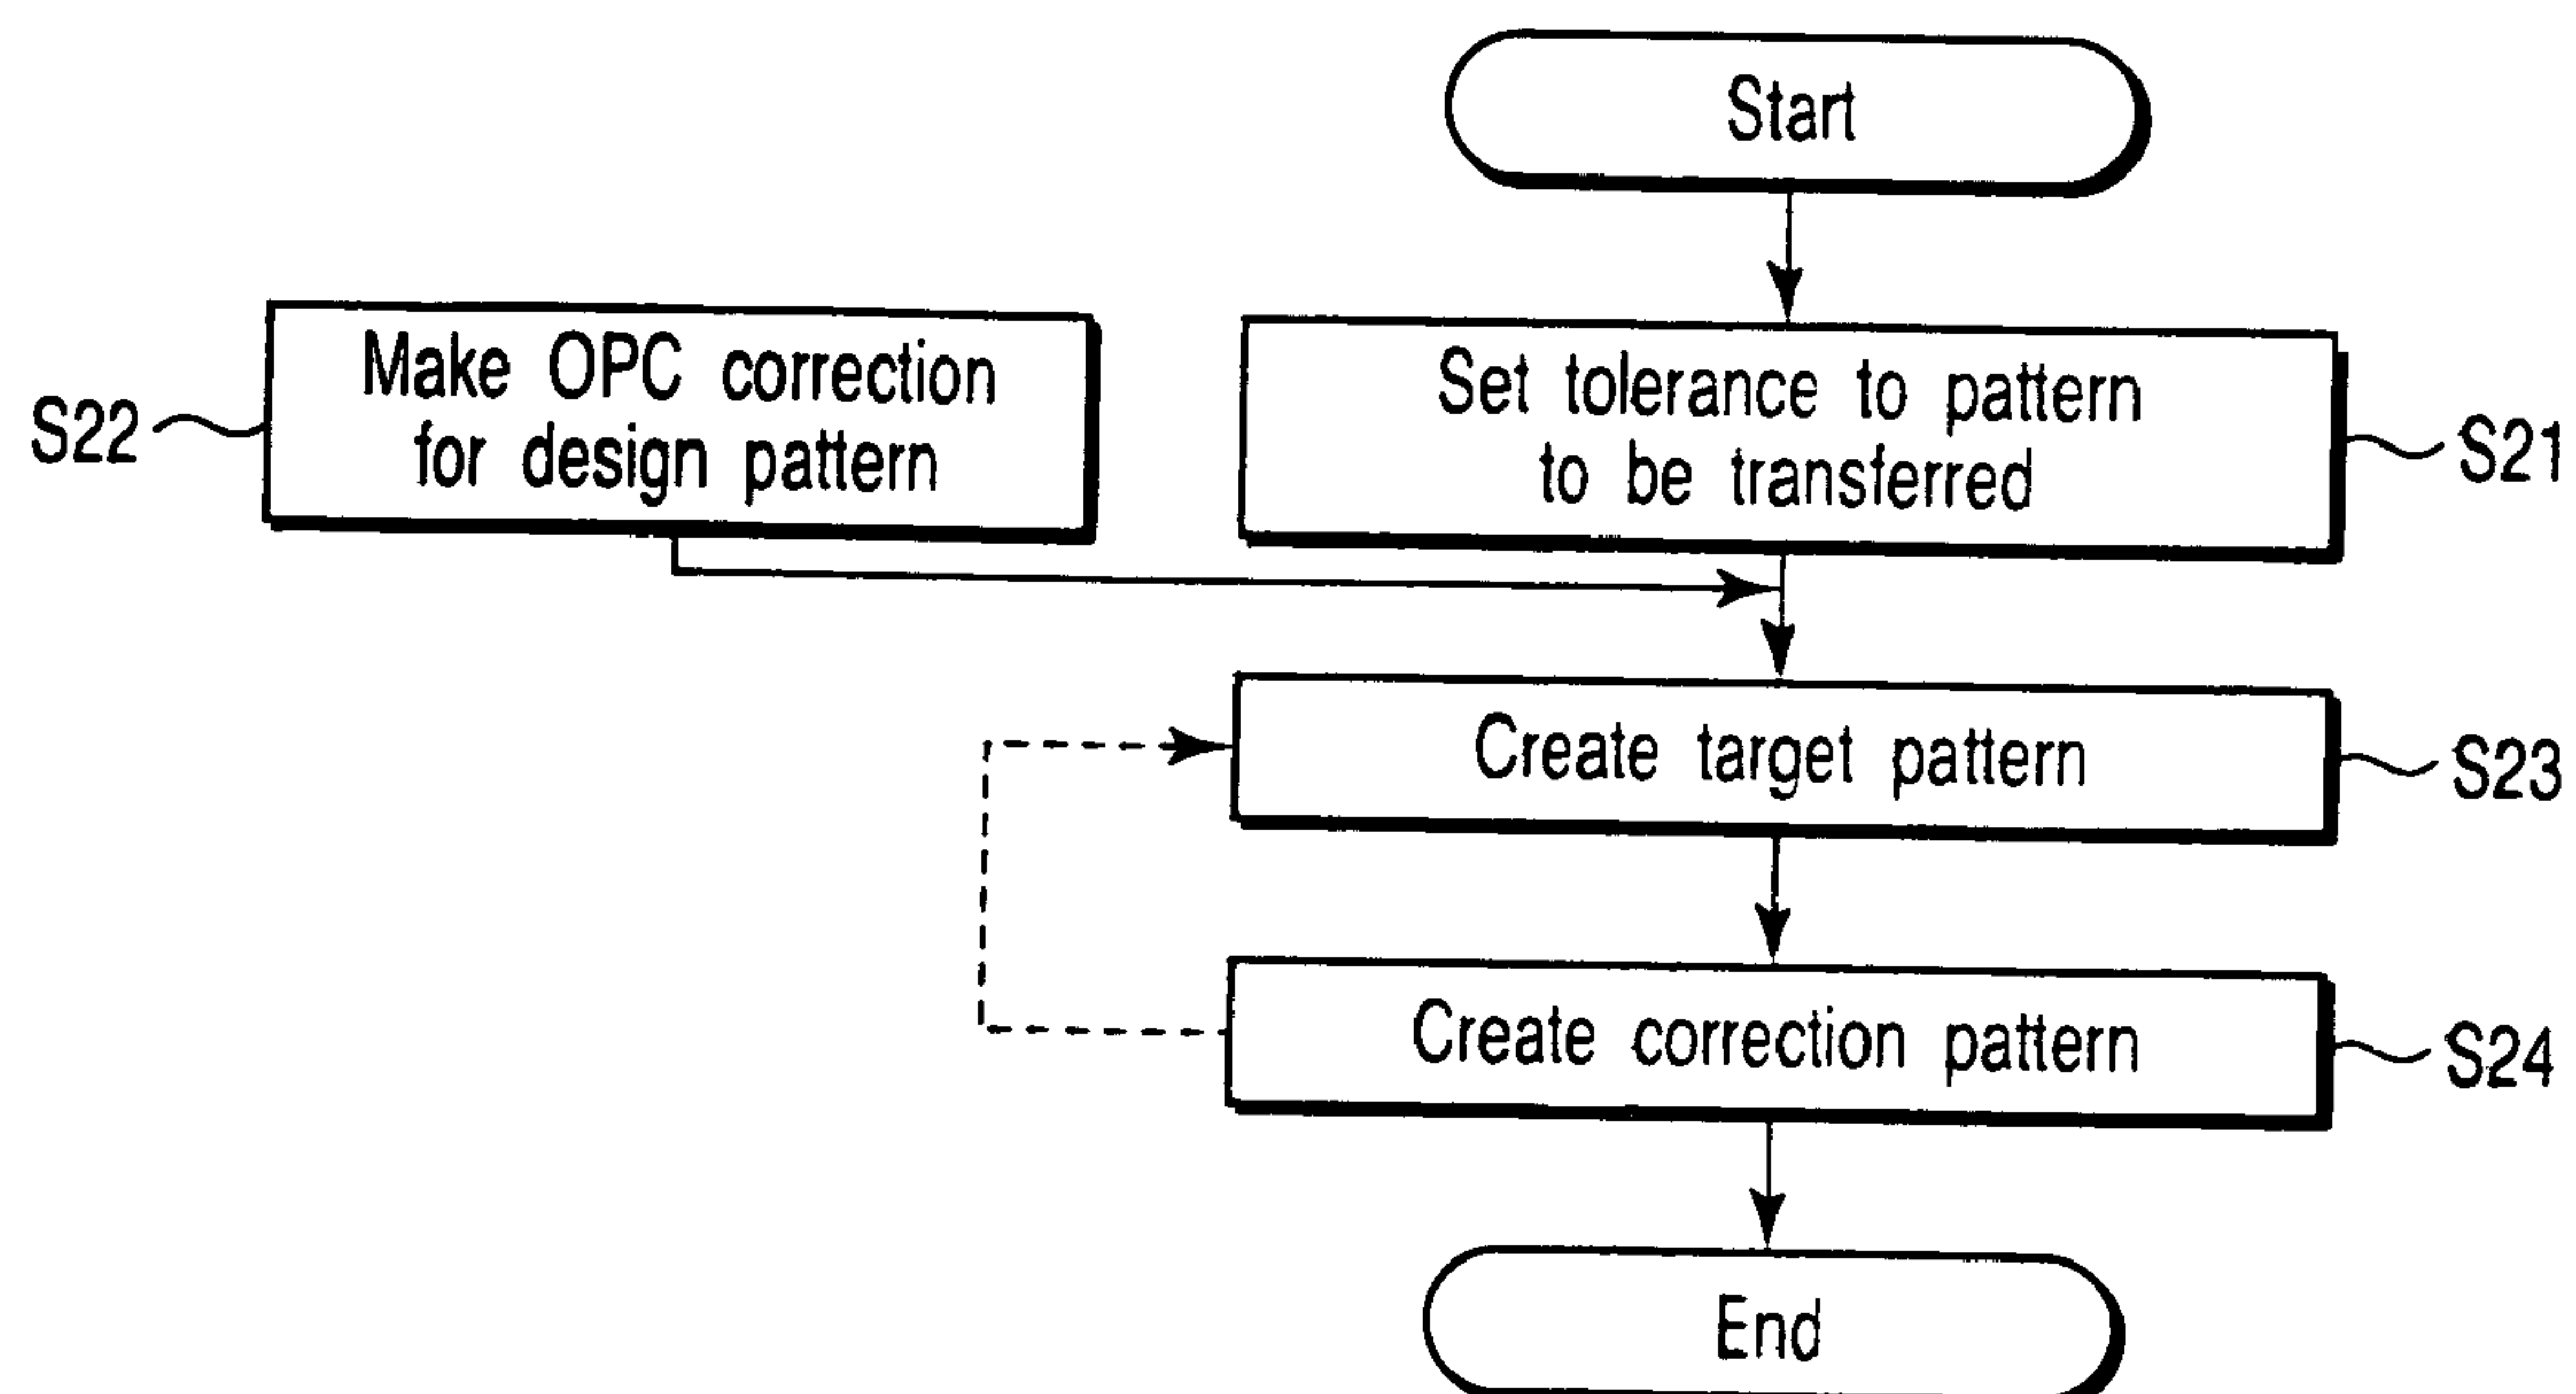 Start
Make OPC correction
for design pattern
S22
Set tolerance to pattern
to be transferred
S21
Create target pattern
S23
Create correction pattern
S24
End